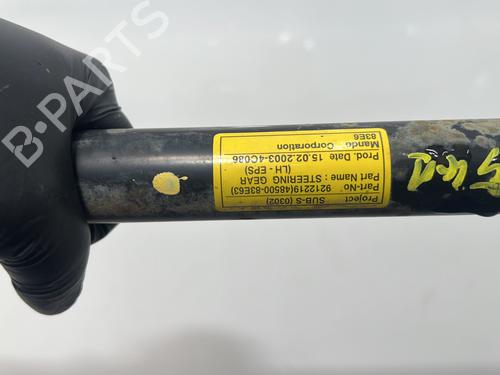 Project SUB-S (0302)
Part-No 9212219(48500-83E63)
Part Name : STEERING GEAR
(LH - EPS)
Prod. Date 15.02.2003-4C086
Mando Corporation
83E6
B-PARTS